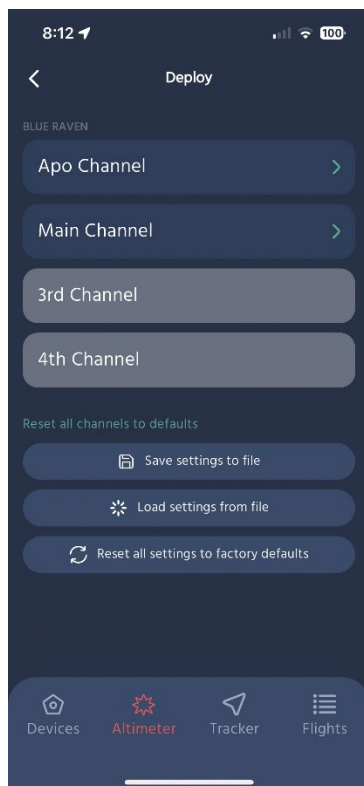 8:12
100
Deploy
BLUE RAVEN
Apo Channel
Main Channel
3rd Channel
4th Channel
Reset all channels to defaults
Save settings to file
Load settings from file
Reset all settings to factory defaults
Devices Altimeter Tracker Flights